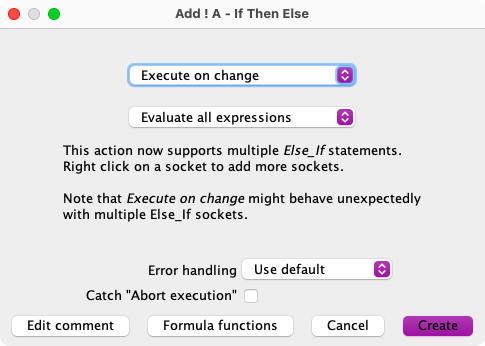 Add ! A - If Then Else
Execute on change
Evaluate all expressions
This action now supports multiple Else_If statements.
Right click on a socket to add more sockets.
Note that Execute on change might behave unexpectedly
with multiple Else_If sockets.
Error handling Use default
Catch "Abort execution"
Edit comment Formula functions Cancel Create